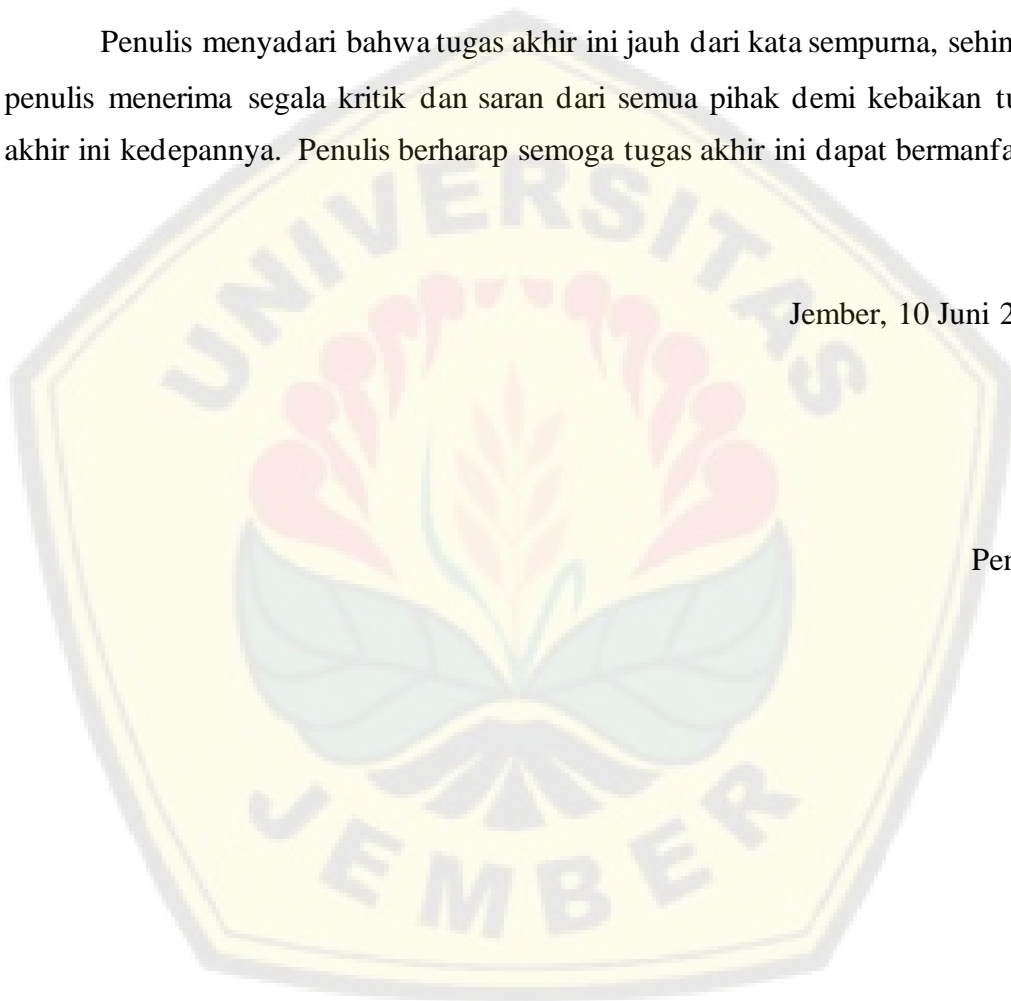 Penulis menyadari bahwa tugas akhir ini jauh dari kata sempurna, sehin
penulis menerima segala kritik dan saran dari semua pihak demi kebaikan tu
akhir ini kedepannya. Penulis berharap semoga tugas akhir ini dapat bermanfa
UNIVERSITAS
Jember, 10 Juni 2
Pen
JEMBER